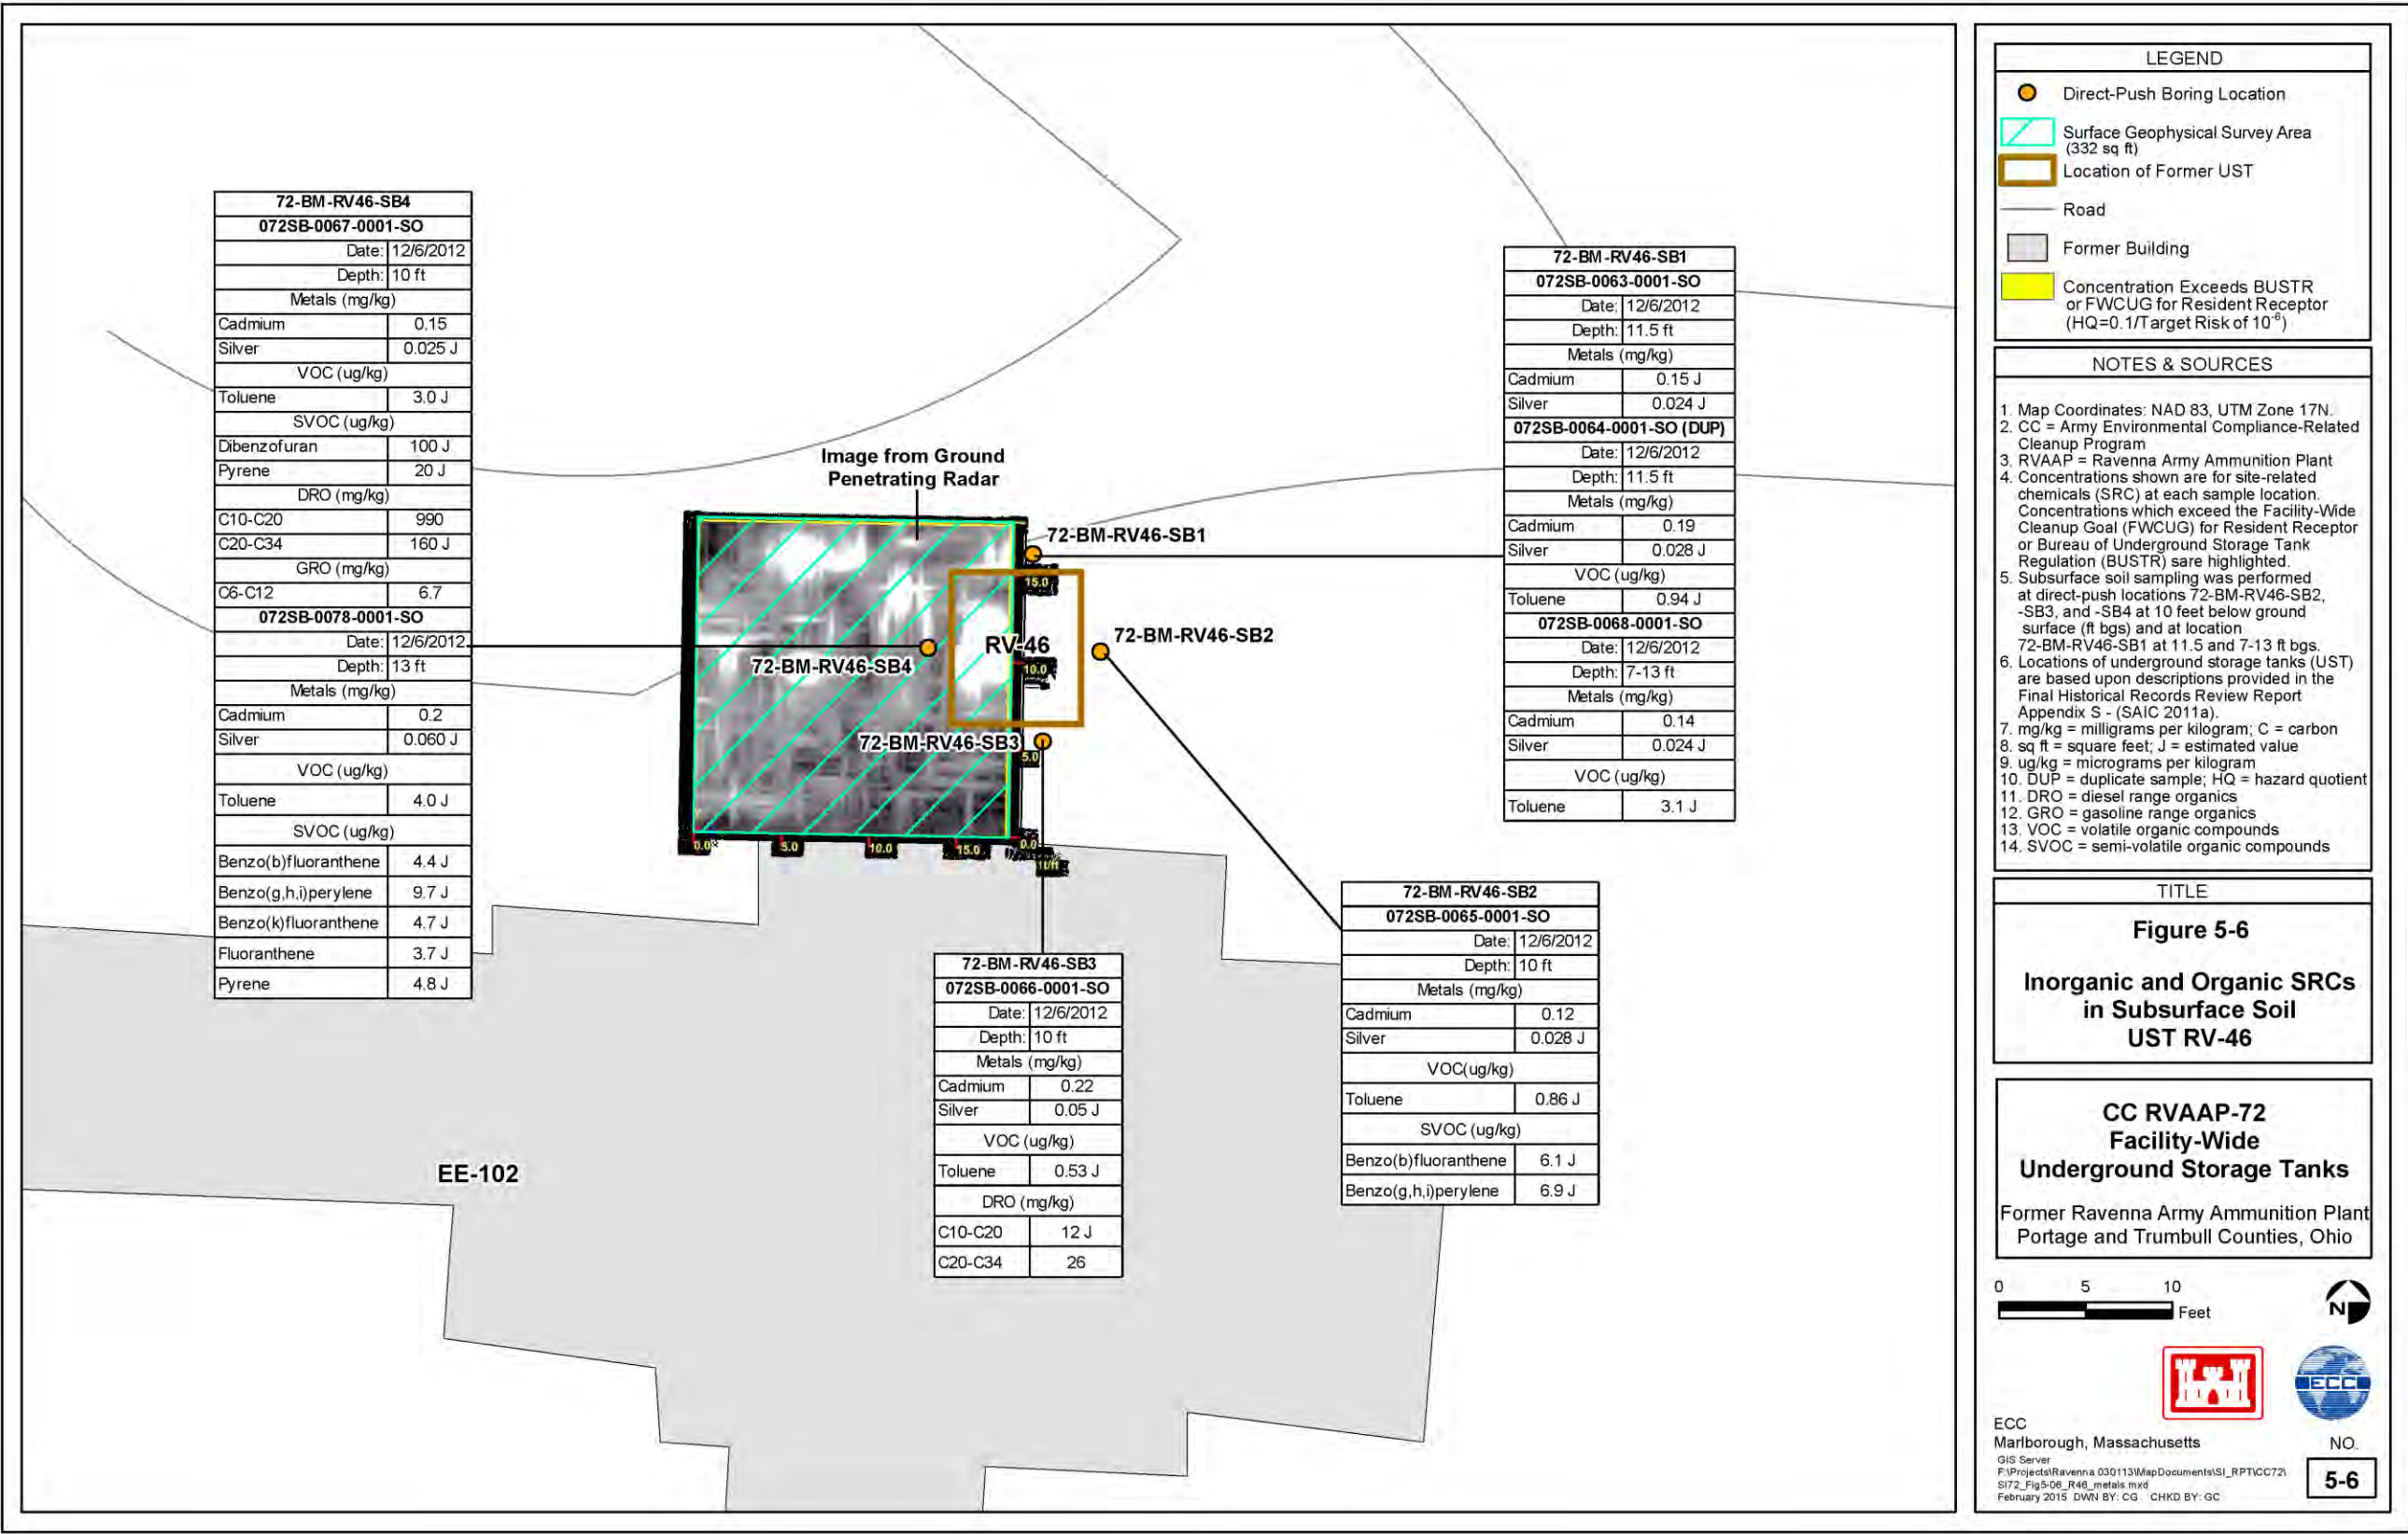 72-BM-RV46-SB4
072SB-0067-0001-SO
Date: 12/6/2012
Depth: 10 ft
Metals (mg/kg)
Cadmium 0.15
Silver 0.025 J
VOC (ug/kg)
Toluene 3.0 J
SVOC (ug/kg)
Dibenzofuran 100 J
Pyrene 20 J
DRO (mg/kg)
C10-C20 990
C20-C34 160 J
GRO (mg/kg)
C6-C12 6.7
072SB-0078-0001-SO
Date: 12/6/2012
Depth: 13 ft
Metals (mg/kg)
Cadmium 0.2
Silver 0.060 J
VOC (ug/kg)
Toluene 4.0 J
SVOC (ug/kg)
Benzo(b)fluoranthene 4.4 J
Benzo(g,h,i)perylene 9.7 J
Benzo(k)fluoranthene 4.7 J
Fluoranthene 3.7 J
Pyrene 4.8 J
Image from Ground
Penetrating Radar
72-BM-RV46-SB1
15.0
RV-46
72-BM-RV46-SB2
72-BM-RV46-SB4
10.0
72-BM-RV46-SB3
5.0
0.0 5.0 10.0 15.0 0.0
EE-102
72-BM-RV46-SB1
072SB-0063-0001-SO
Date: 12/6/2012
Depth: 11.5 ft
Metals (mg/kg)
Cadmium 0.15 J
Silver 0.024 J
072SB-0064-0001-SO (DUP)
Date: 12/6/2012
Depth: 11.5 ft
Metals (mg/kg)
Cadmium 0.19
Silver 0.028 J
VOC (ug/kg)
Toluene 0.94 J
072SB-0068-0001-SO
Date: 12/6/2012
Depth: 7-13 ft
Metals (mg/kg)
Cadmium 0.14
Silver 0.024 J
VOC (ug/kg)
Toluene 3.1 J
72-BM-RV46-SB3
072SB-0066-0001-SO
Date: 12/6/2012
Depth: 10 ft
Metals (mg/kg)
Cadmium 0.22
Silver 0.05 J
VOC (ug/kg)
Toluene 0.53 J
DRO (mg/kg)
C10-C20 12 J
C20-C34 26
72-BM-RV46-SB2
072SB-0065-0001-SO
Date: 12/6/2012
Depth: 10 ft
Metals (mg/kg)
Cadmium 0.12
Silver 0.028 J
VOC(ug/kg)
Toluene 0.86 J
SVOC (ug/kg)
Benzo(b)fluoranthene 6.1 J
Benzo(g,h,i)perylene 6.9 J
LEGEND
Direct-Push Boring Location
Surface Geophysical Survey Area
(332 sq ft)
Location of Former UST
Road
Former Building
Concentration Exceeds BUSTR
or FWCUG for Resident Receptor
(HQ=0.1/Target Risk of 10⁻⁶)
NOTES & SOURCES
1. Map Coordinates: NAD 83, UTM Zone 17N.
2. CC = Army Environmental Compliance-Related
Cleanup Program
3. RVAAP = Ravenna Army Ammunition Plant
4. Concentrations shown are for site-related
chemicals (SRC) at each sample location.
Concentrations which exceed the Facility-Wide
Cleanup Goal (FWCUG) for Resident Receptor
or Bureau of Underground Storage Tank
Regulation (BUSTR) sare highlighted.
5. Subsurface soil sampling was performed
at direct-push locations 72-BM-RV46-SB2,
-SB3, and -SB4 at 10 feet below ground
surface (ft bgs) and at location
72-BM-RV46-SB1 at 11.5 and 7-13 ft bgs.
6. Locations of underground storage tanks (UST)
are based upon descriptions provided in the
Final Historical Records Review Report
Appendix S - (SAIC 2011a).
7. mg/kg = milligrams per kilogram; C = carbon
8. sq ft = square feet; J = estimated value
9. ug/kg = micrograms per kilogram
10. DUP = duplicate sample; HQ = hazard quotient
11. DRO = diesel range organics
12. GRO = gasoline range organics
13. VOC = volatile organic compounds
14. SVOC = semi-volatile organic compounds
TITLE
Figure 5-6
Inorganic and Organic SRCs
in Subsurface Soil
UST RV-46
CC RVAAP-72
Facility-Wide
Underground Storage Tanks
Former Ravenna Army Ammunition Plant
Portage and Trumbull Counties, Ohio
0 5 10
Feet
N
ECC
ECC
Marlborough, Massachusetts
GIS Server
F:\Projects\Ravenna 030113\MapDocuments\SI_RPT\CC72\
SI72_Fig5-06_R46_metals.mxd
February 2015 DWN BY: CG CHKD BY: GC
NO.
5-6